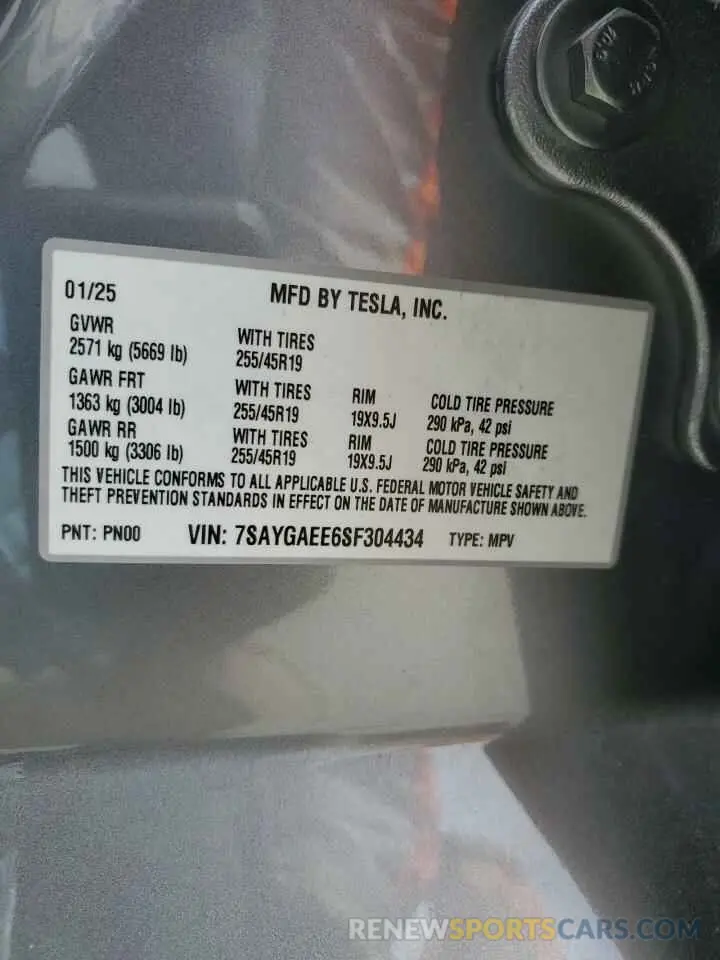 01/25 MFD BY TESLA, INC.
GVWR
2571 kg (5669 lb) WITH TIRES 255/45R19
GAWR FRT
1363 kg (3004 lb) WITH TIRES 255/45R19 RIM 19X9.5J COLD TIRE PRESSURE 290 kPa, 42 psi
GAWR RR
1500 kg (3306 lb) WITH TIRES 255/45R19 RIM 19X9.5J COLD TIRE PRESSURE 290 kPa, 42 psi
THIS VEHICLE CONFORMS TO ALL APPLICABLE U.S. FEDERAL MOTOR VEHICLE SAFETY AND
THEFT PREVENTION STANDARDS IN EFFECT ON THE DATE OF MANUFACTURE SHOWN ABOVE.
PNT: PN00 VIN: 7SAYGAEE6SF304434 TYPE: MPV
RENEWSPORTSCARS.COM